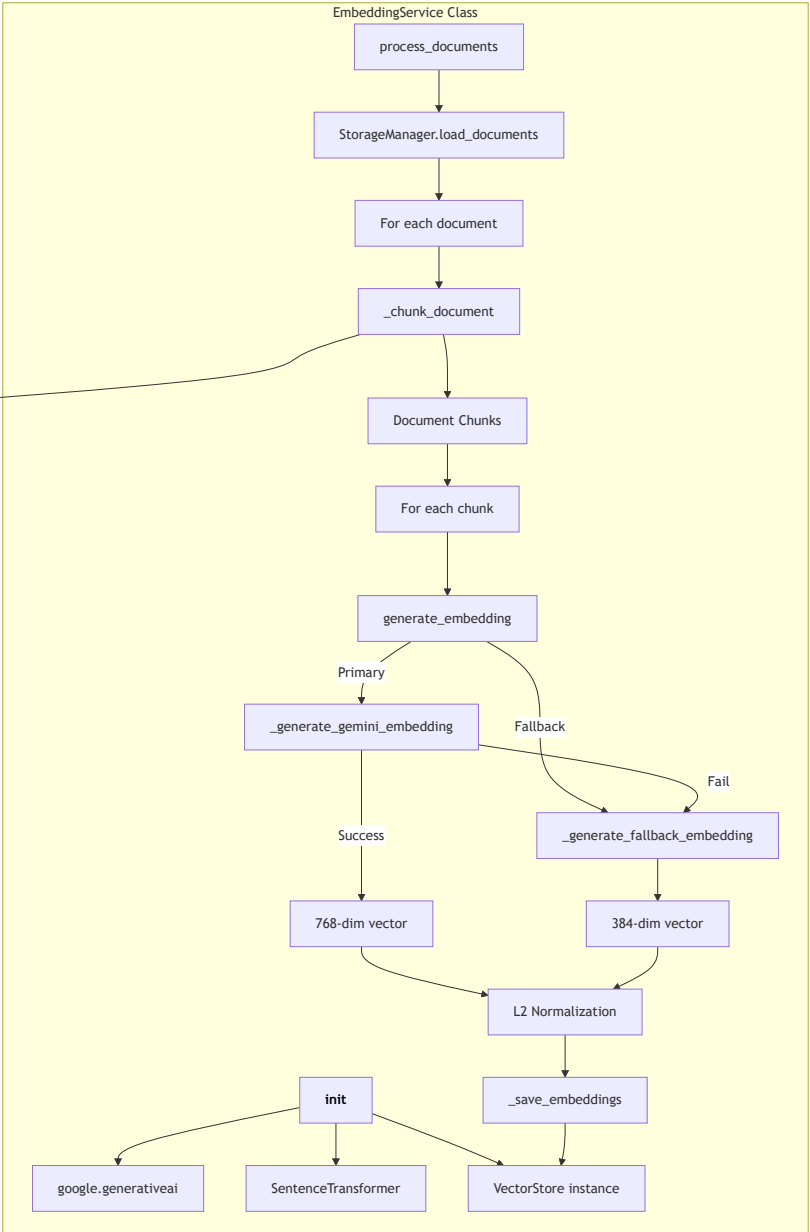 EmbeddingService Class
process_documents
StorageManager.load_documents
For each document
_chunk_document
Document Chunks
For each chunk
generate_embedding
Primary
_generate_gemini_embedding
Fallback
Fail
Success
_generate_fallback_embedding
768-dim vector
384-dim vector
L2 Normalization
init
_save_embeddings
google.generativeai
SentenceTransformer
VectorStore instance